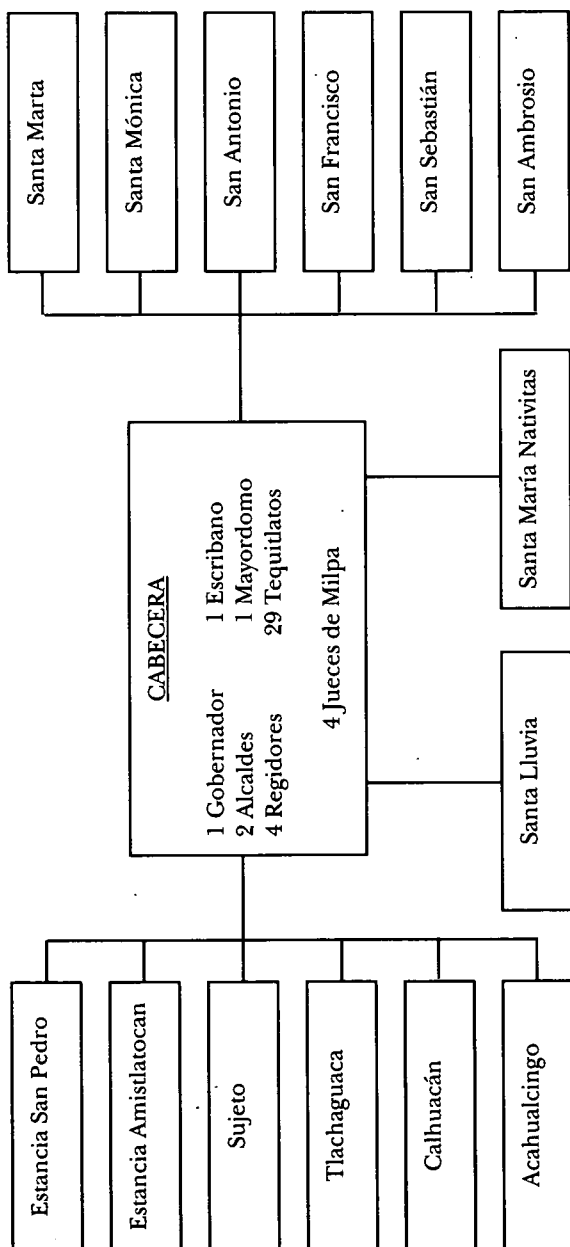 Estancia San Pedro
Estancia Amistlatocan
Sujeto
Tlachaguaca
Calhuacán
Acahualcingo
CABECERA
1 Gobernador
2 Alcaldes
4 Regidores
1 Escribano
1 Mayordomo
29 Tequitlatos
4 Jueces de Milpa
Santa Lluvia
Santa María Nativitas
Santa Marta
Santa Mónica
San Antonio
San Francisco
San Sebastián
San Ambrosio